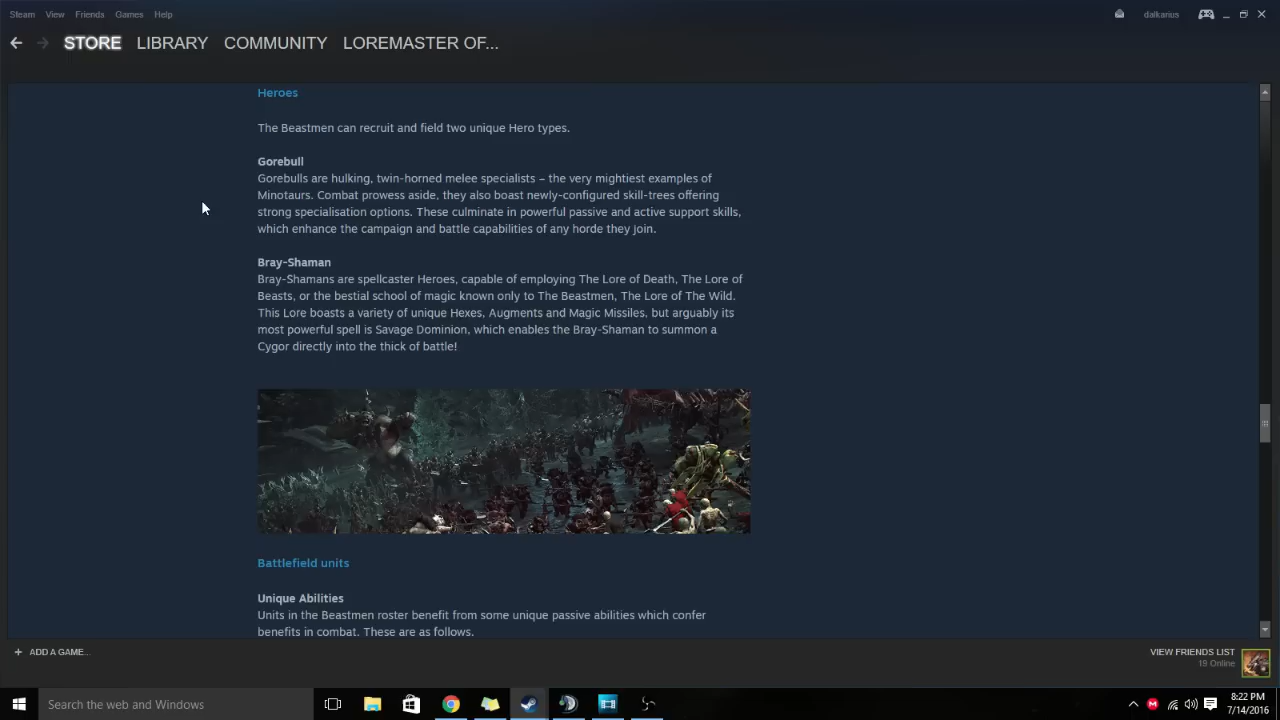 Steam View Friends Games Help
dalkarius
STORE LIBRARY COMMUNITY LOREMASTER OF...
Heroes
The Beastmen can recruit and field two unique Hero types.
Gorebull
Gorebulls are hulking, twin-horned melee specialists – the very mightiest examples of
Minotaurs. Combat prowess aside, they also boast newly-configured skill-trees offering
strong specialisation options. These culminate in powerful passive and active support skills,
which enhance the campaign and battle capabilities of any horde they join.
Bray-Shaman
Bray-Shamans are spellcaster Heroes, capable of employing The Lore of Death, The Lore of
Beasts, or the bestial school of magic known only to The Beastmen, The Lore of The Wild.
This Lore boasts a variety of unique Hexes, Augments and Magic Missiles, but arguably its
most powerful spell is Savage Dominion, which enables the Bray-Shaman to summon a
Cygor directly into the thick of battle!
Battlefield units
Unique Abilities
Units in the Beastmen roster benefit from some unique passive abilities which confer
benefits in combat. These are as follows.
+ ADD A GAME...
VIEW FRIENDS LIST
19 Online
Search the web and Windows
8:22 PM
7/14/2016